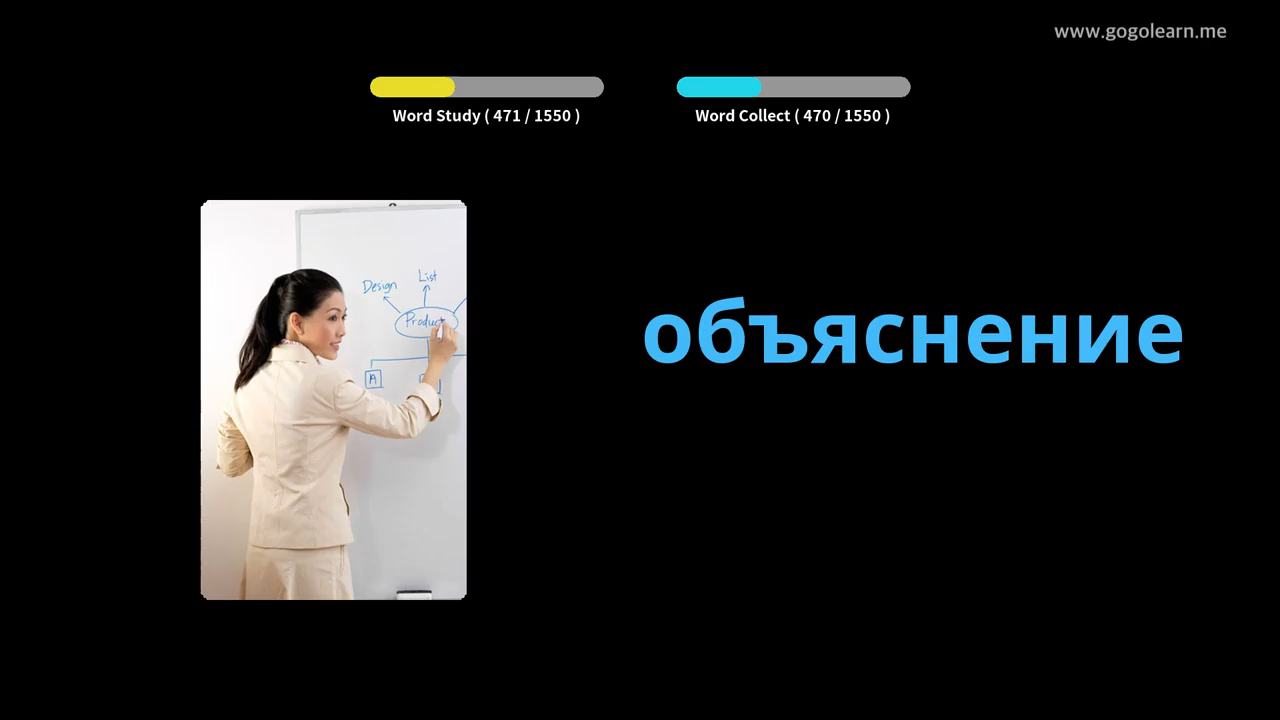 www.gogolearn.me
Word Study ( 471 / 1550 )
Word Collect ( 470 / 1550 )
List
Design
Product
A
объяснение